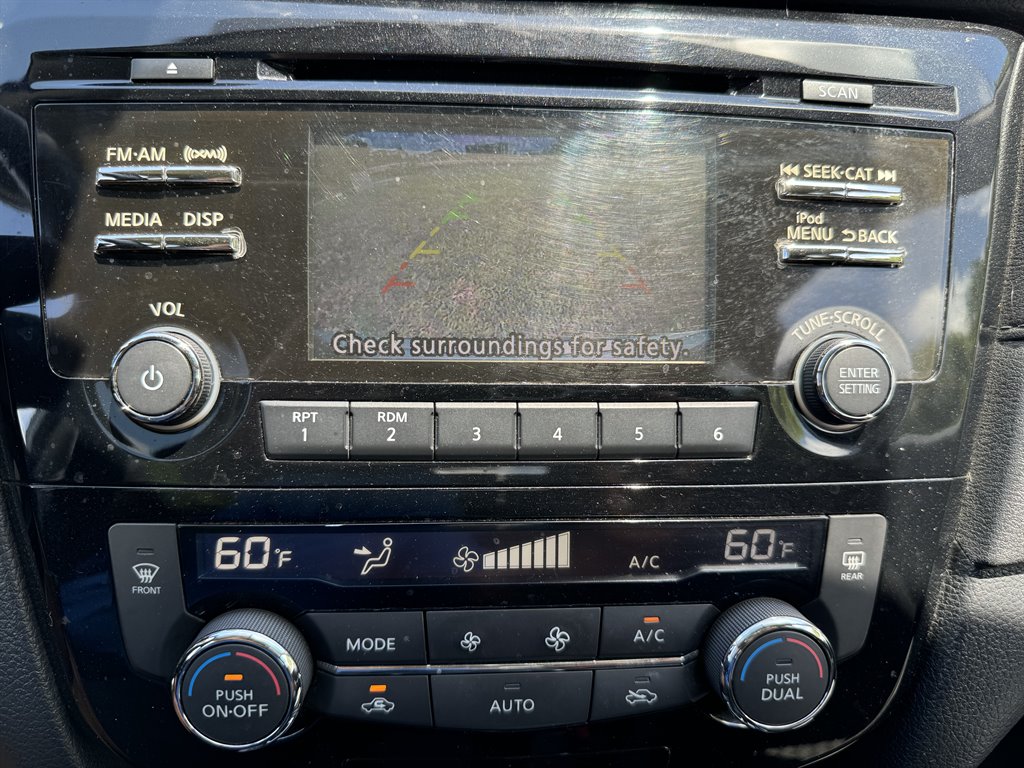 SCAN
FM·AM ((XM))
MEDIA DISP
SEEK·CAT
iPod
MENU BACK
VOL
TUNE·SCROLL
ENTER
SETTING
Check surroundings for safety.
RPT
1
RDM
2
3
4
5
6
60°F
A/C
60°F
FRONT
REAR
MODE
A/C
PUSH
ON·OFF
AUTO
PUSH
DUAL